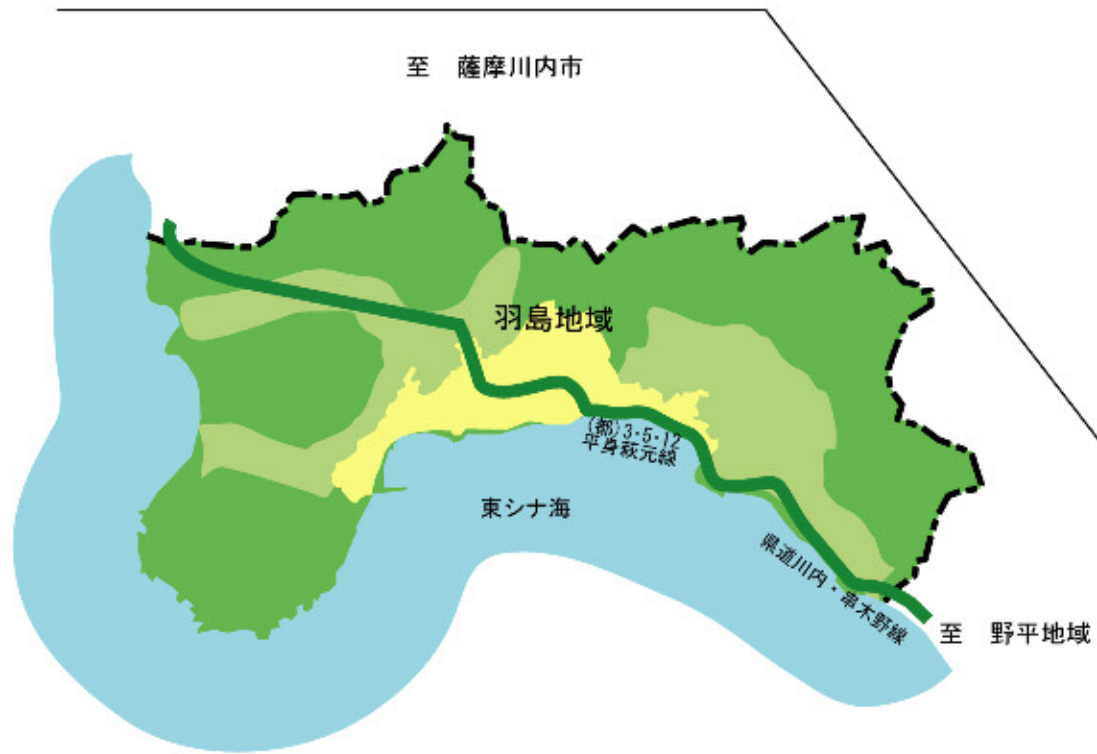 至　薩摩川内市
羽島地域
(都)3・5・12
平身萩元線
東シナ海
県道川内・串木野線
至　野平地域